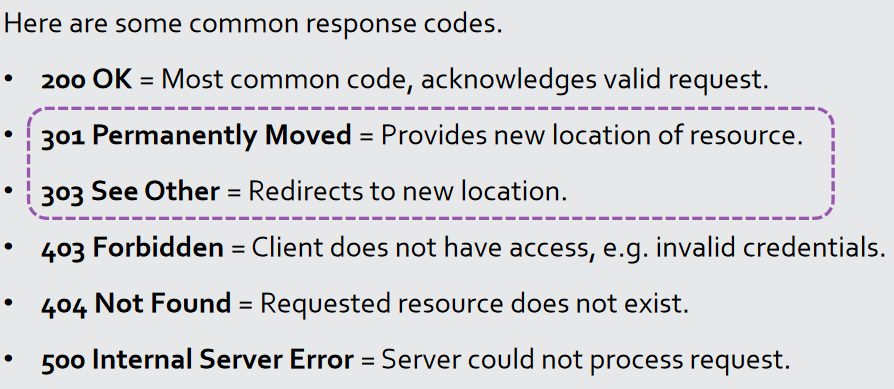 Here are some common response codes.
• 200 OK = Most common code, acknowledges valid request.
• 301 Permanently Moved = Provides new location of resource.
• 303 See Other = Redirects to new location.
• 403 Forbidden = Client does not have access, e.g. invalid credentials.
• 404 Not Found = Requested resource does not exist.
• 500 Internal Server Error = Server could not process request.